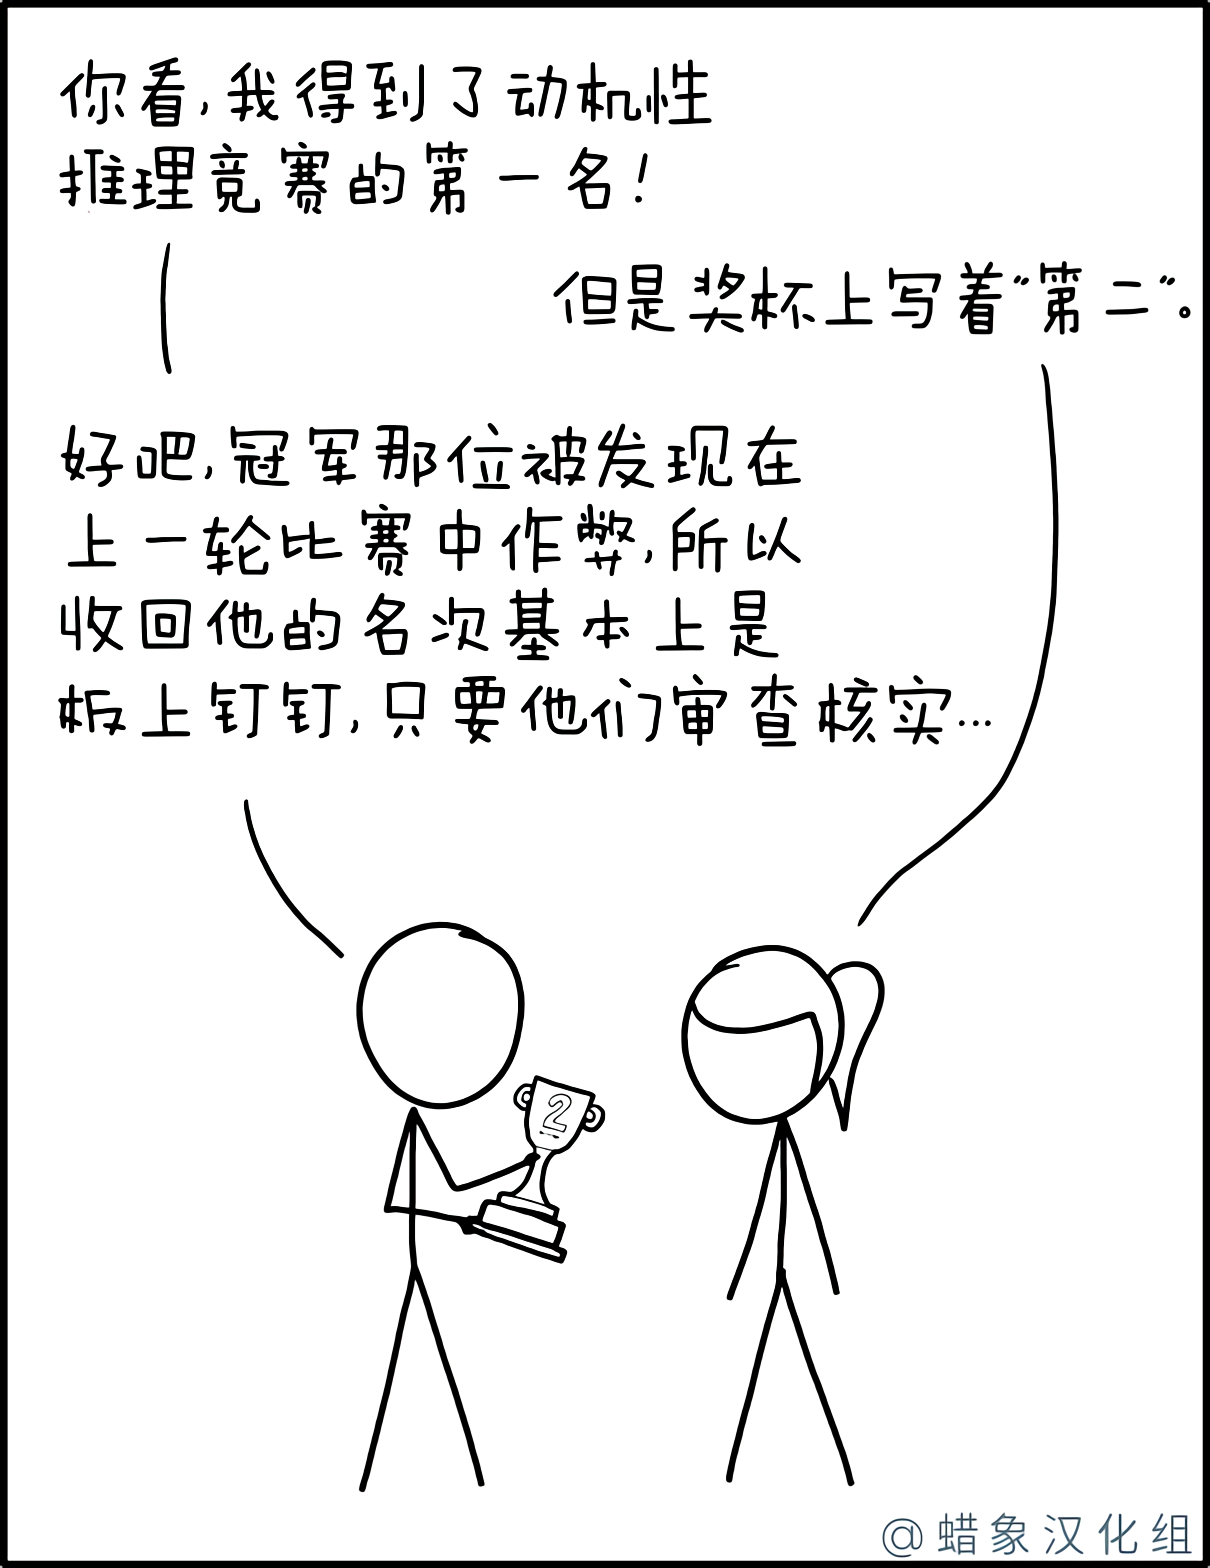 你看,我得到了动机性
推理竞赛的第一名!
但是奖杯上写着“第二”。
好吧,冠军那位被发现在
上一轮比赛中作弊,所以
收回他的名次基本上是
板上钉钉,只要他们审查核实…
2
@蜡象汉化组